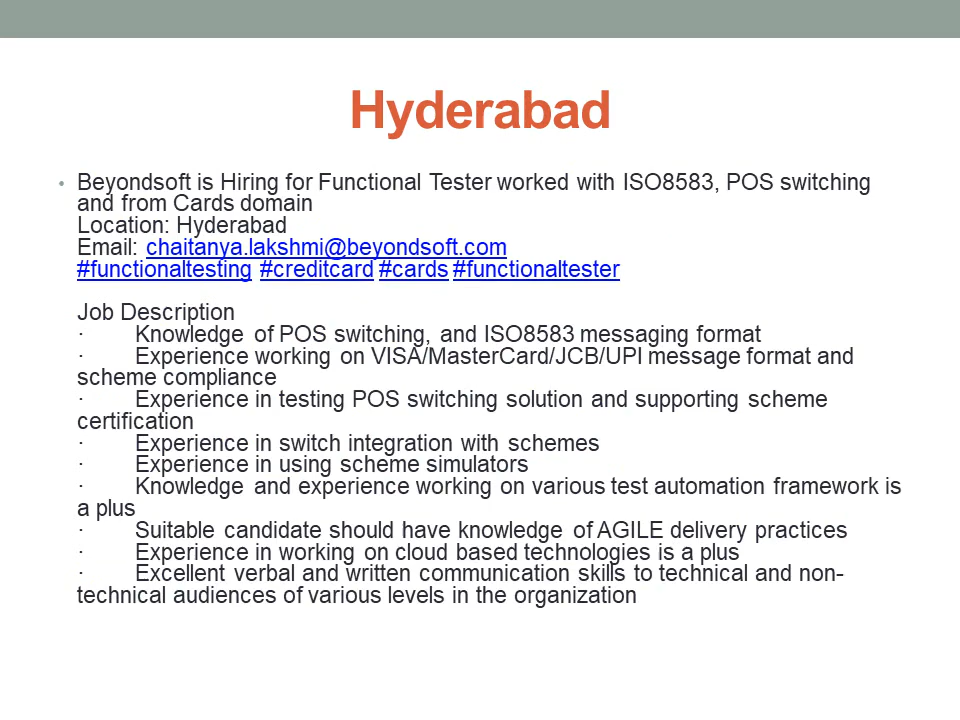 Hyderabad
• Beyondsoft is Hiring for Functional Tester worked with ISO8583, POS switching
and from Cards domain
Location: Hyderabad
Email: chaitanya.lakshmi@beyondsoft.com
#functionaltesting #creditcard #cards #functionaltester
Job Description
· Knowledge of POS switching, and ISO8583 messaging format
· Experience working on VISA/MasterCard/JCB/UPI message format and
scheme compliance
· Experience in testing POS switching solution and supporting scheme
certification
· Experience in switch integration with schemes
· Experience in using scheme simulators
· Knowledge and experience working on various test automation framework is
a plus
· Suitable candidate should have knowledge of AGILE delivery practices
· Experience in working on cloud based technologies is a plus
· Excellent verbal and written communication skills to technical and non-
technical audiences of various levels in the organization